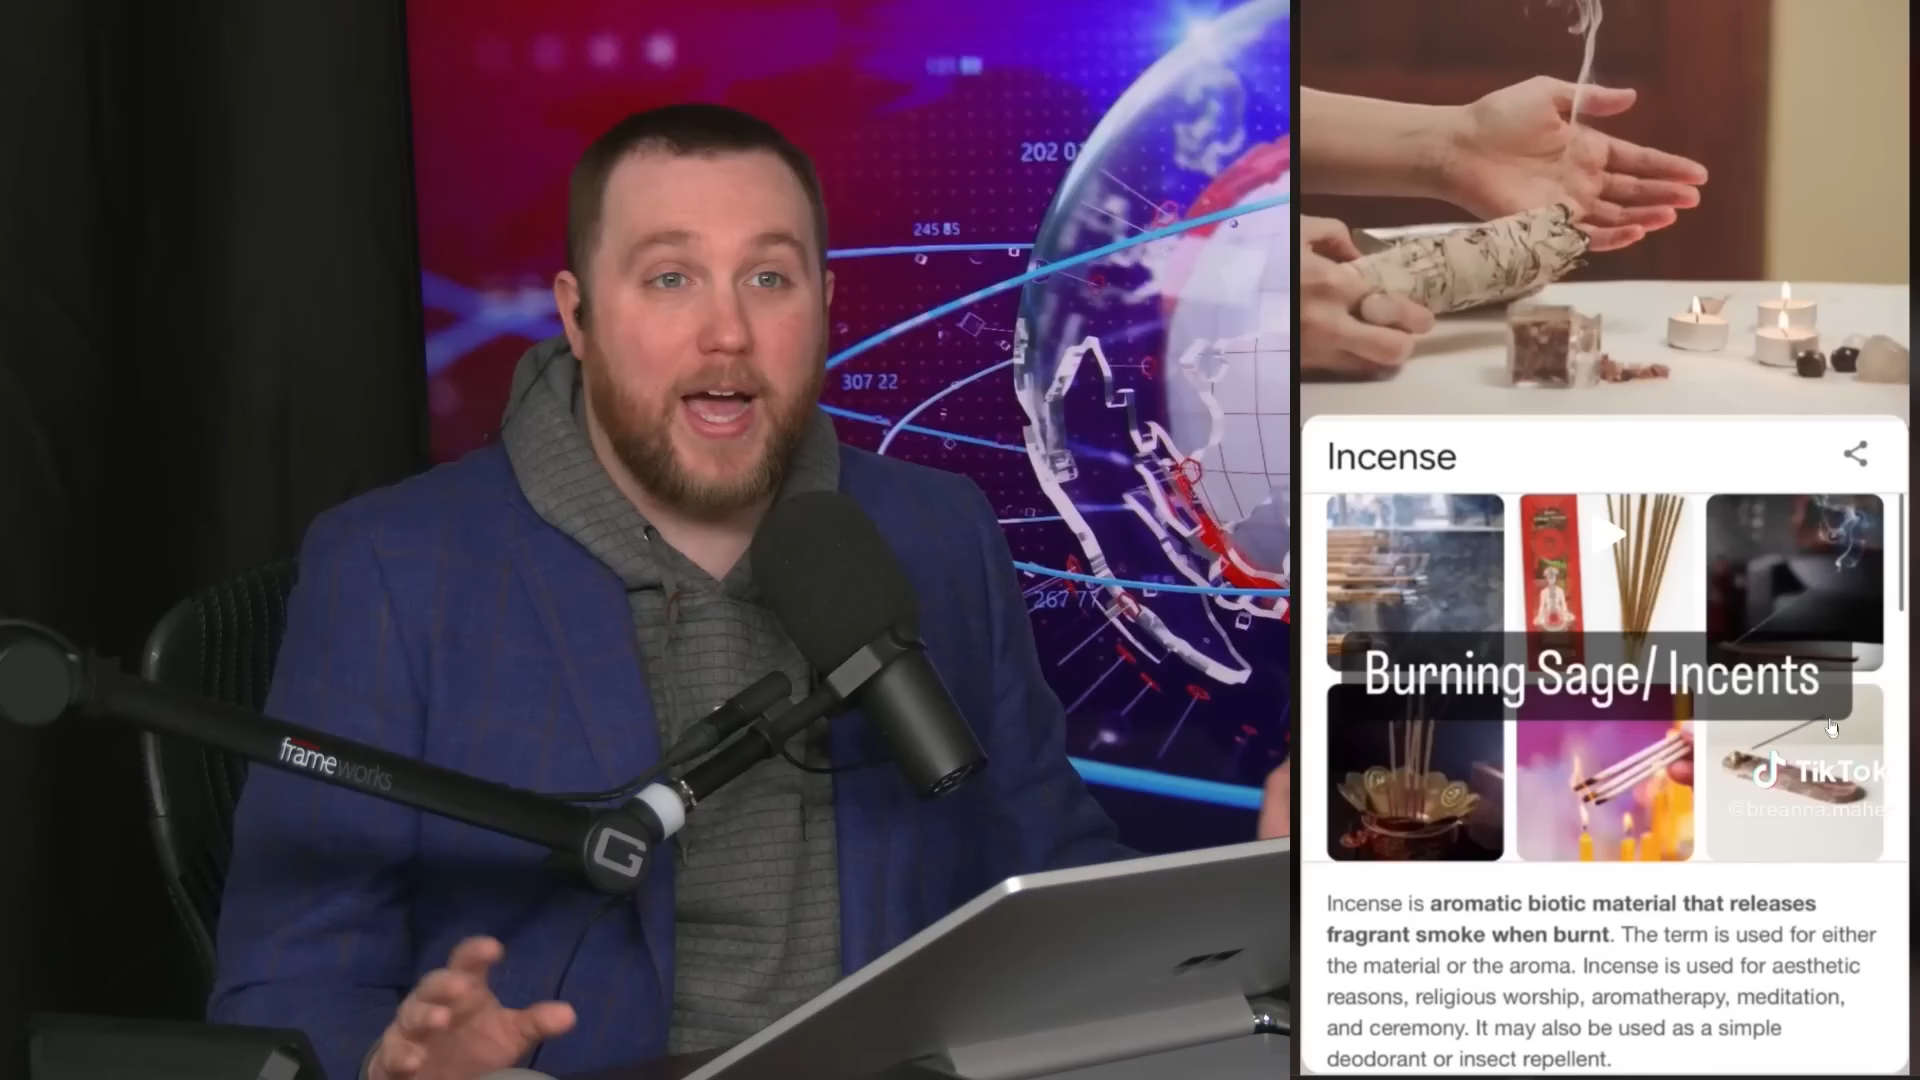 202 0
245 85
307 22
267 77
frameworks
G
Incense
Burning Sage/ Incents
TikTok
@breanna.mahe
Incense is aromatic biotic material that releases
fragrant smoke when burnt. The term is used for either
the material or the aroma. Incense is used for aesthetic
reasons, religious worship, aromatherapy, meditation,
and ceremony. It may also be used as a simple
deodorant or insect repellent.